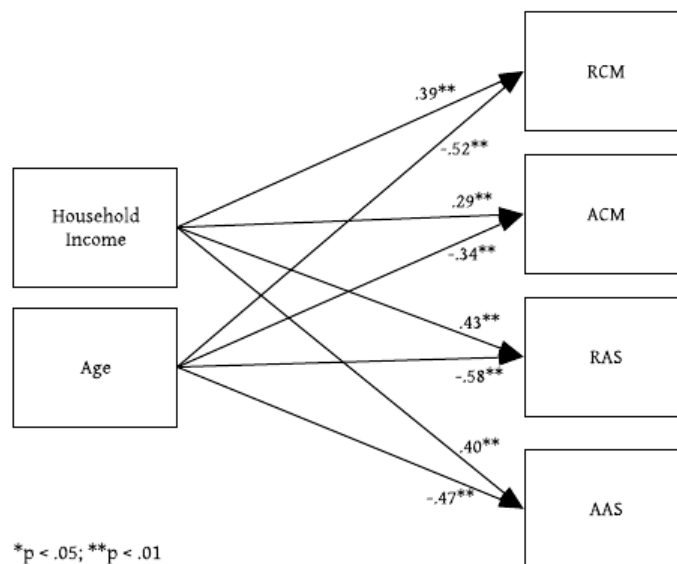 RCM
.39**
-.52**
Household
Income
.29**
ACM
-.34**
.43**
Age
RAS
-.58**
.40**
-.47**
AAS
*p < .05; **p < .01